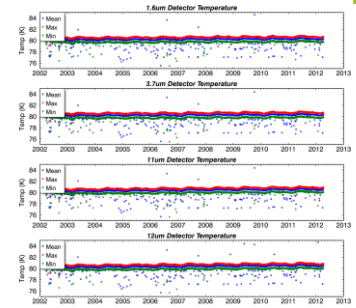 1.6um Detector Temperature
84
82
80
78
76
Temp (K)
Mean
Max
Min
2002 2003 2004 2005 2006 2007 2008 2009 2010 2011 2012 2013
3.7um Detector Temperature
84
82
80
78
76
Temp (K)
Mean
Max
Min
2002 2003 2004 2005 2006 2007 2008 2009 2010 2011 2012 2013
11um Detector Temperature
84
82
80
78
76
Temp (K)
Mean
Max
Min
2002 2003 2004 2005 2006 2007 2008 2009 2010 2011 2012 2013
12um Detector Temperature
84
82
80
78
76
Temp (K)
Mean
Max
Min
2002 2003 2004 2005 2006 2007 2008 2009 2010 2011 2012 2013